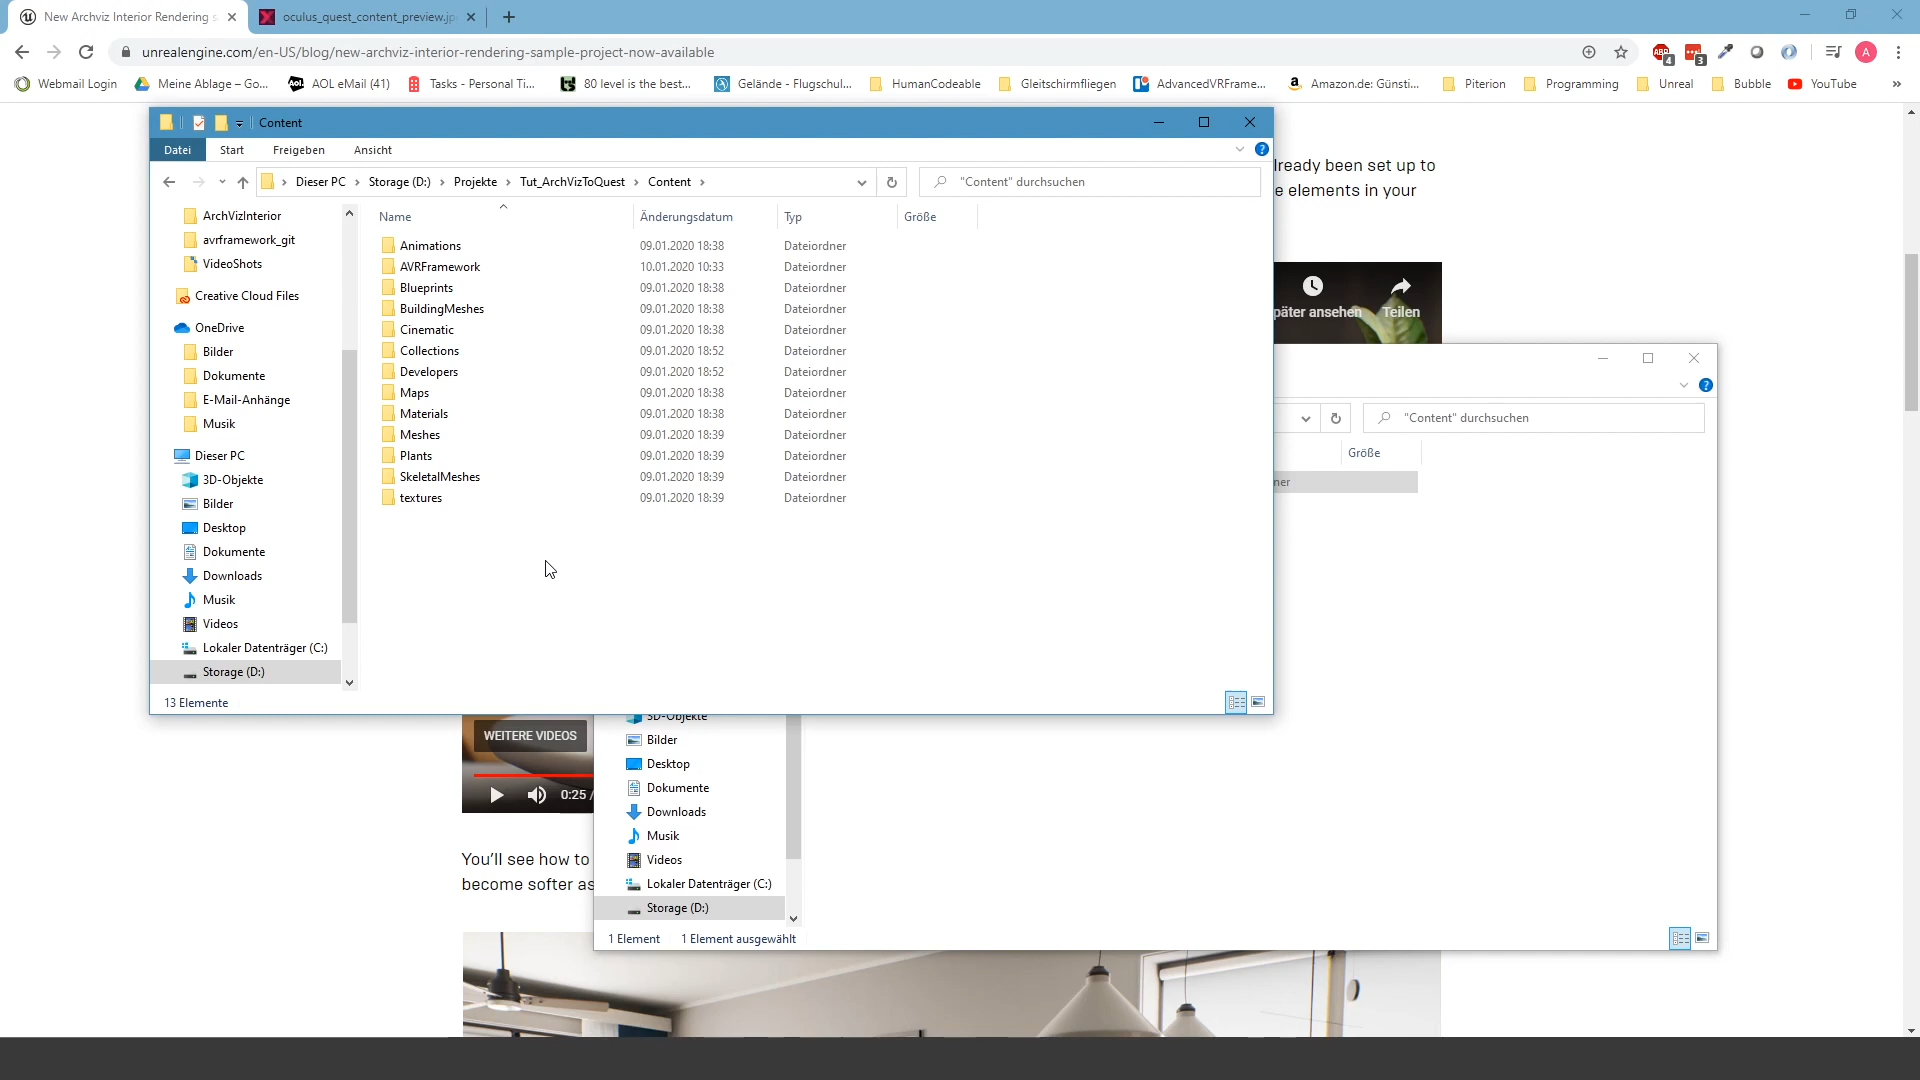 New Archviz Interior Rendering s
oculus_quest_content_preview.jp
unrealengine.com/en-US/blog/new-archviz-interior-rendering-sample-project-now-available
4
3
A
Webmail Login
Meine Ablage – Go...
AOL eMail (41)
Tasks - Personal Ti...
80 level is the best...
Gelände - Flugschul...
HumanCodeable
Gleitschirmfliegen
AdvancedVRFrame...
Amazon.de: Günsti...
Piterion
Programming
Unreal
Bubble
YouTube
»
Content
Datei
Start
Freigeben
Ansicht
Dieser PC
Storage (D:)
Projekte
Tut_ArchVizToQuest
Content
"Content" durchsuchen
ArchVizInterior
avrframework_git
VideoShots
Creative Cloud Files
OneDrive
Bilder
Dokumente
E-Mail-Anhänge
Musik
Dieser PC
3D-Objekte
Bilder
Desktop
Dokumente
Downloads
Musik
Videos
Lokaler Datenträger (C:)
Storage (D:)
Name Änderungsdatum Typ Größe
Animations 09.01.2020 18:38 Dateiordner
AVRFramework 10.01.2020 10:33 Dateiordner
Blueprints 09.01.2020 18:38 Dateiordner
BuildingMeshes 09.01.2020 18:38 Dateiordner
Cinematic 09.01.2020 18:38 Dateiordner
Collections 09.01.2020 18:52 Dateiordner
Developers 09.01.2020 18:52 Dateiordner
Maps 09.01.2020 18:38 Dateiordner
Materials 09.01.2020 18:38 Dateiordner
Meshes 09.01.2020 18:39 Dateiordner
Plants 09.01.2020 18:39 Dateiordner
SkeletalMeshes 09.01.2020 18:39 Dateiordner
textures 09.01.2020 18:39 Dateiordner
13 Elemente
lready been set up to
e elements in your
päter ansehen
Teilen
"Content" durchsuchen
Größe
ner
WEITERE VIDEOS
0:25 /
You'll see how to
become softer as
3D-Objekte
Bilder
Desktop
Dokumente
Downloads
Musik
Videos
Lokaler Datenträger (C:)
Storage (D:)
1 Element
1 Element ausgewählt